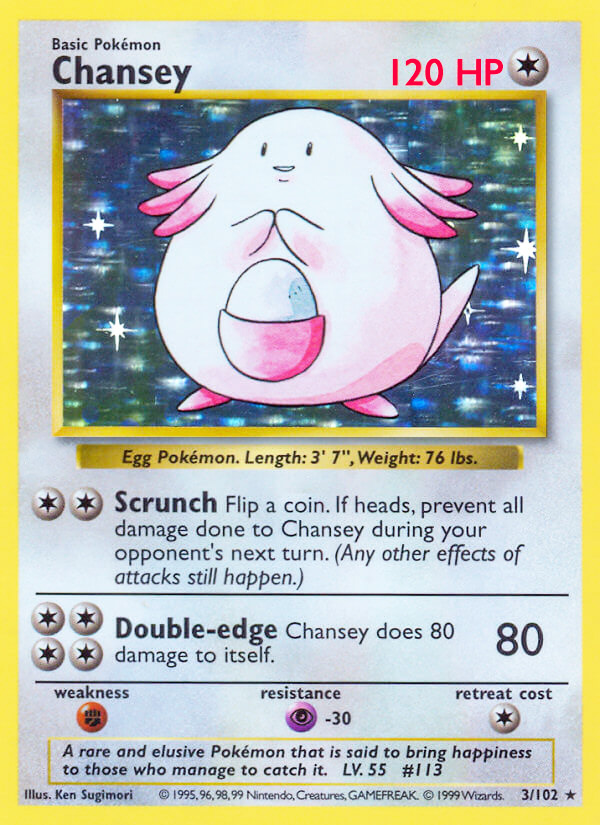 Basic Pokémon
Chansey
120 HP
Egg Pokémon. Length: 3' 7", Weight: 76 lbs.
Scrunch Flip a coin. If heads, prevent all
damage done to Chansey during your
opponent's next turn. (Any other effects of
attacks still happen.)
Double-edge Chansey does 80
damage to itself.
80
weakness resistance retreat cost
-30
A rare and elusive Pokémon that is said to bring happiness
to those who manage to catch it. LV. 55 #113
Illus. Ken Sugimori © 1995, 96, 98, 99 Nintendo, Creatures, GAMEFREAK. © 1999 Wizards. 3/102 ★